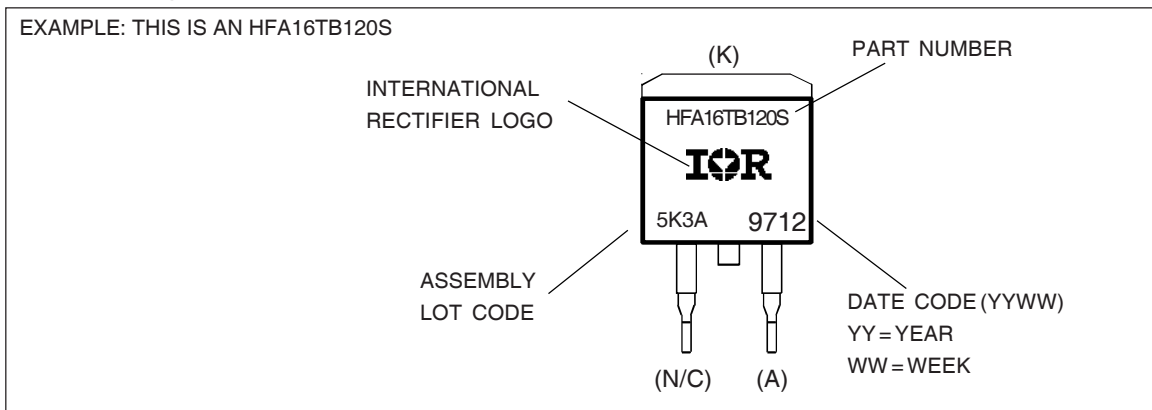 EXAMPLE: THIS IS AN HFA16TB120S
(K)
PART NUMBER
INTERNATIONAL
RECTIFIER LOGO
HFA16TB120S
IOR
5K3A 9712
ASSEMBLY
LOT CODE
DATE CODE (YYWW)
YY = YEAR
WW = WEEK
(N/C) (A)